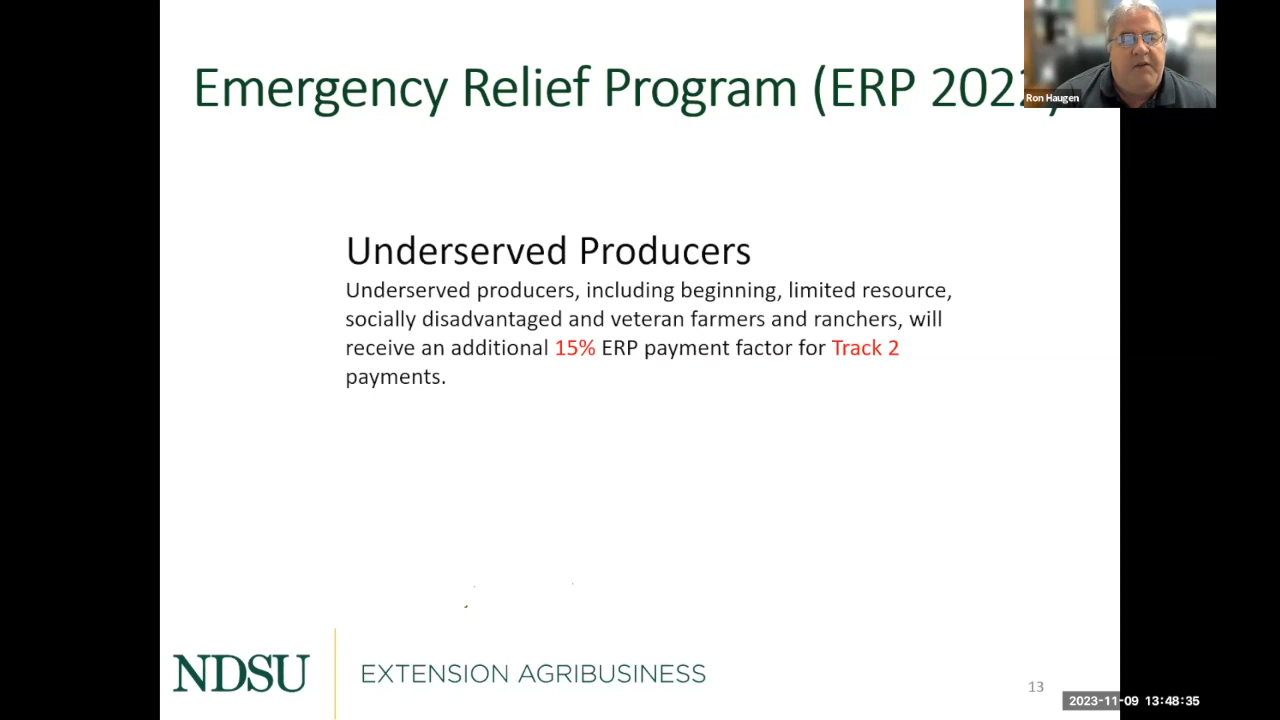 Emergency Relief Program (ERP 2022)
Ron Haugen
Underserved Producers
Underserved producers, including beginning, limited resource,
socially disadvantaged and veteran farmers and ranchers, will
receive an additional 15% ERP payment factor for Track 2
payments.
NDSU
EXTENSION AGRIBUSINESS
13
2023-11-09 13:48:35